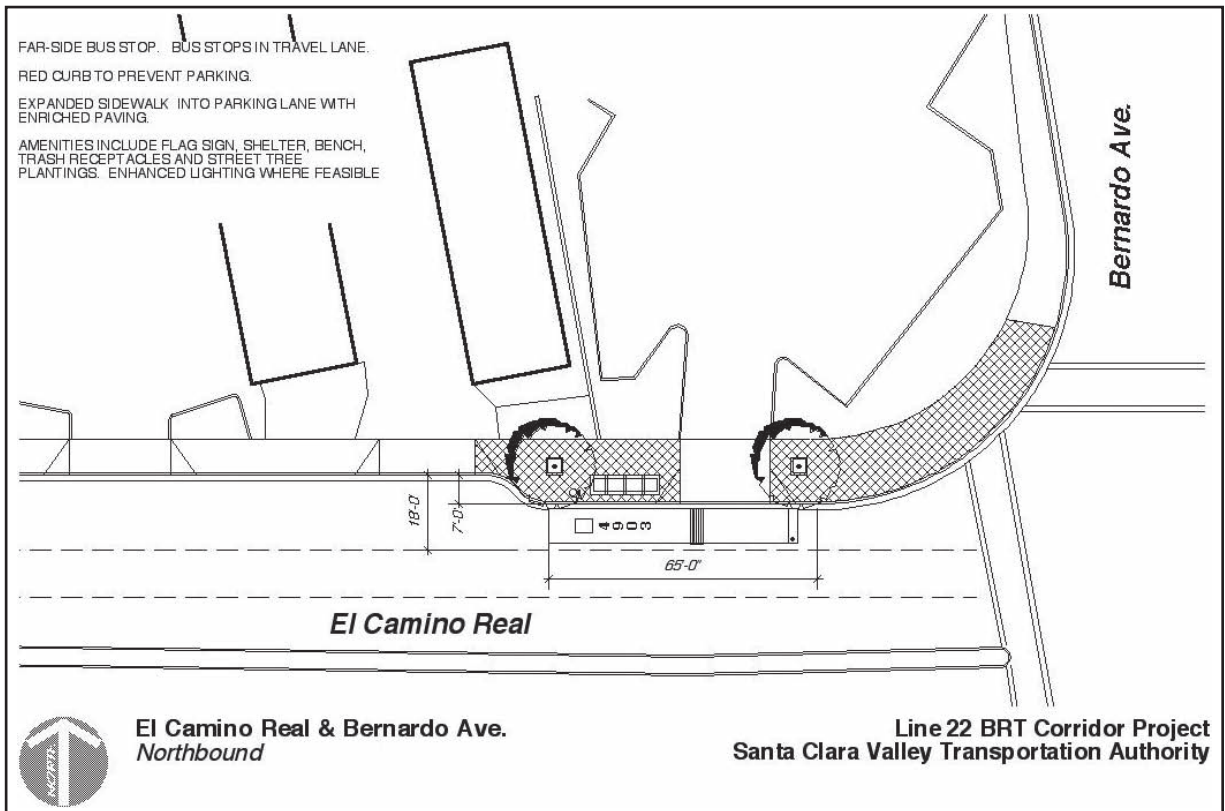 FAR-SIDE BUS STOP. BUS STOPS IN TRAVEL LANE.
RED CURB TO PREVENT PARKING.
EXPANDED SIDEWALK INTO PARKING LANE WITH
ENRICHED PAVING.
AMENITIES INCLUDE FLAG SIGN, SHELTER, BENCH,
TRASH RECEPTACLES AND STREET TREE
PLANTINGS. ENHANCED LIGHTING WHERE FEASIBLE
Bernardo Ave.
18'-0'
7'-0'
4903
65'-0"
El Camino Real
NORTH
El Camino Real & Bernardo Ave.
Northbound
Line 22 BRT Corridor Project
Santa Clara Valley Transportation Authority